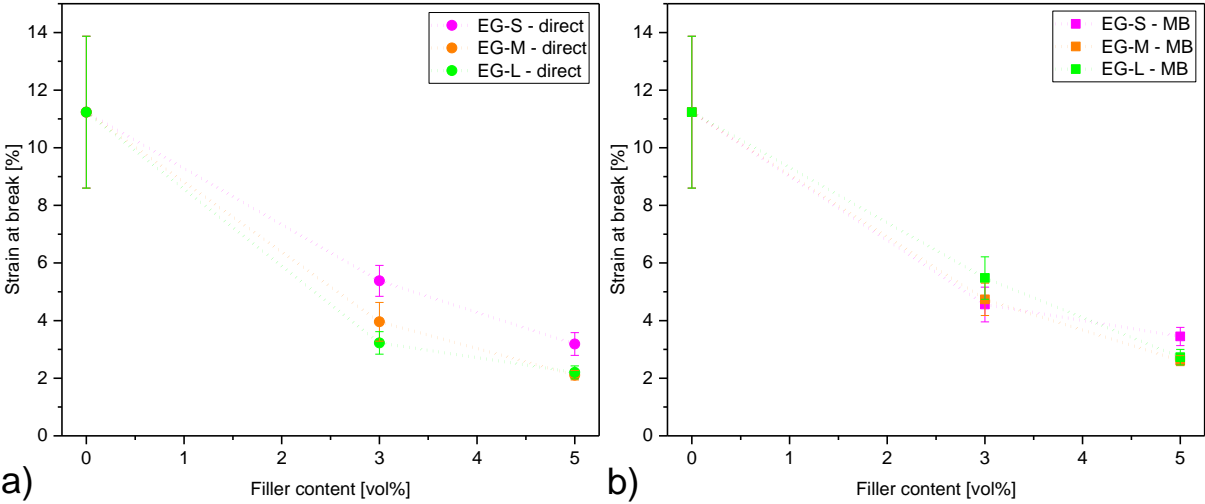 14
12
10
8
6
4
2
0
Strain at break [%]
EG-S - direct
EG-M - direct
EG-L - direct
0 1 2 3 4 5
Filler content [vol%]
a)
14
12
10
8
6
4
2
0
Strain at break [%]
EG-S - MB
EG-M - MB
EG-L - MB
0 1 2 3 4 5
Filler content [vol%]
b)